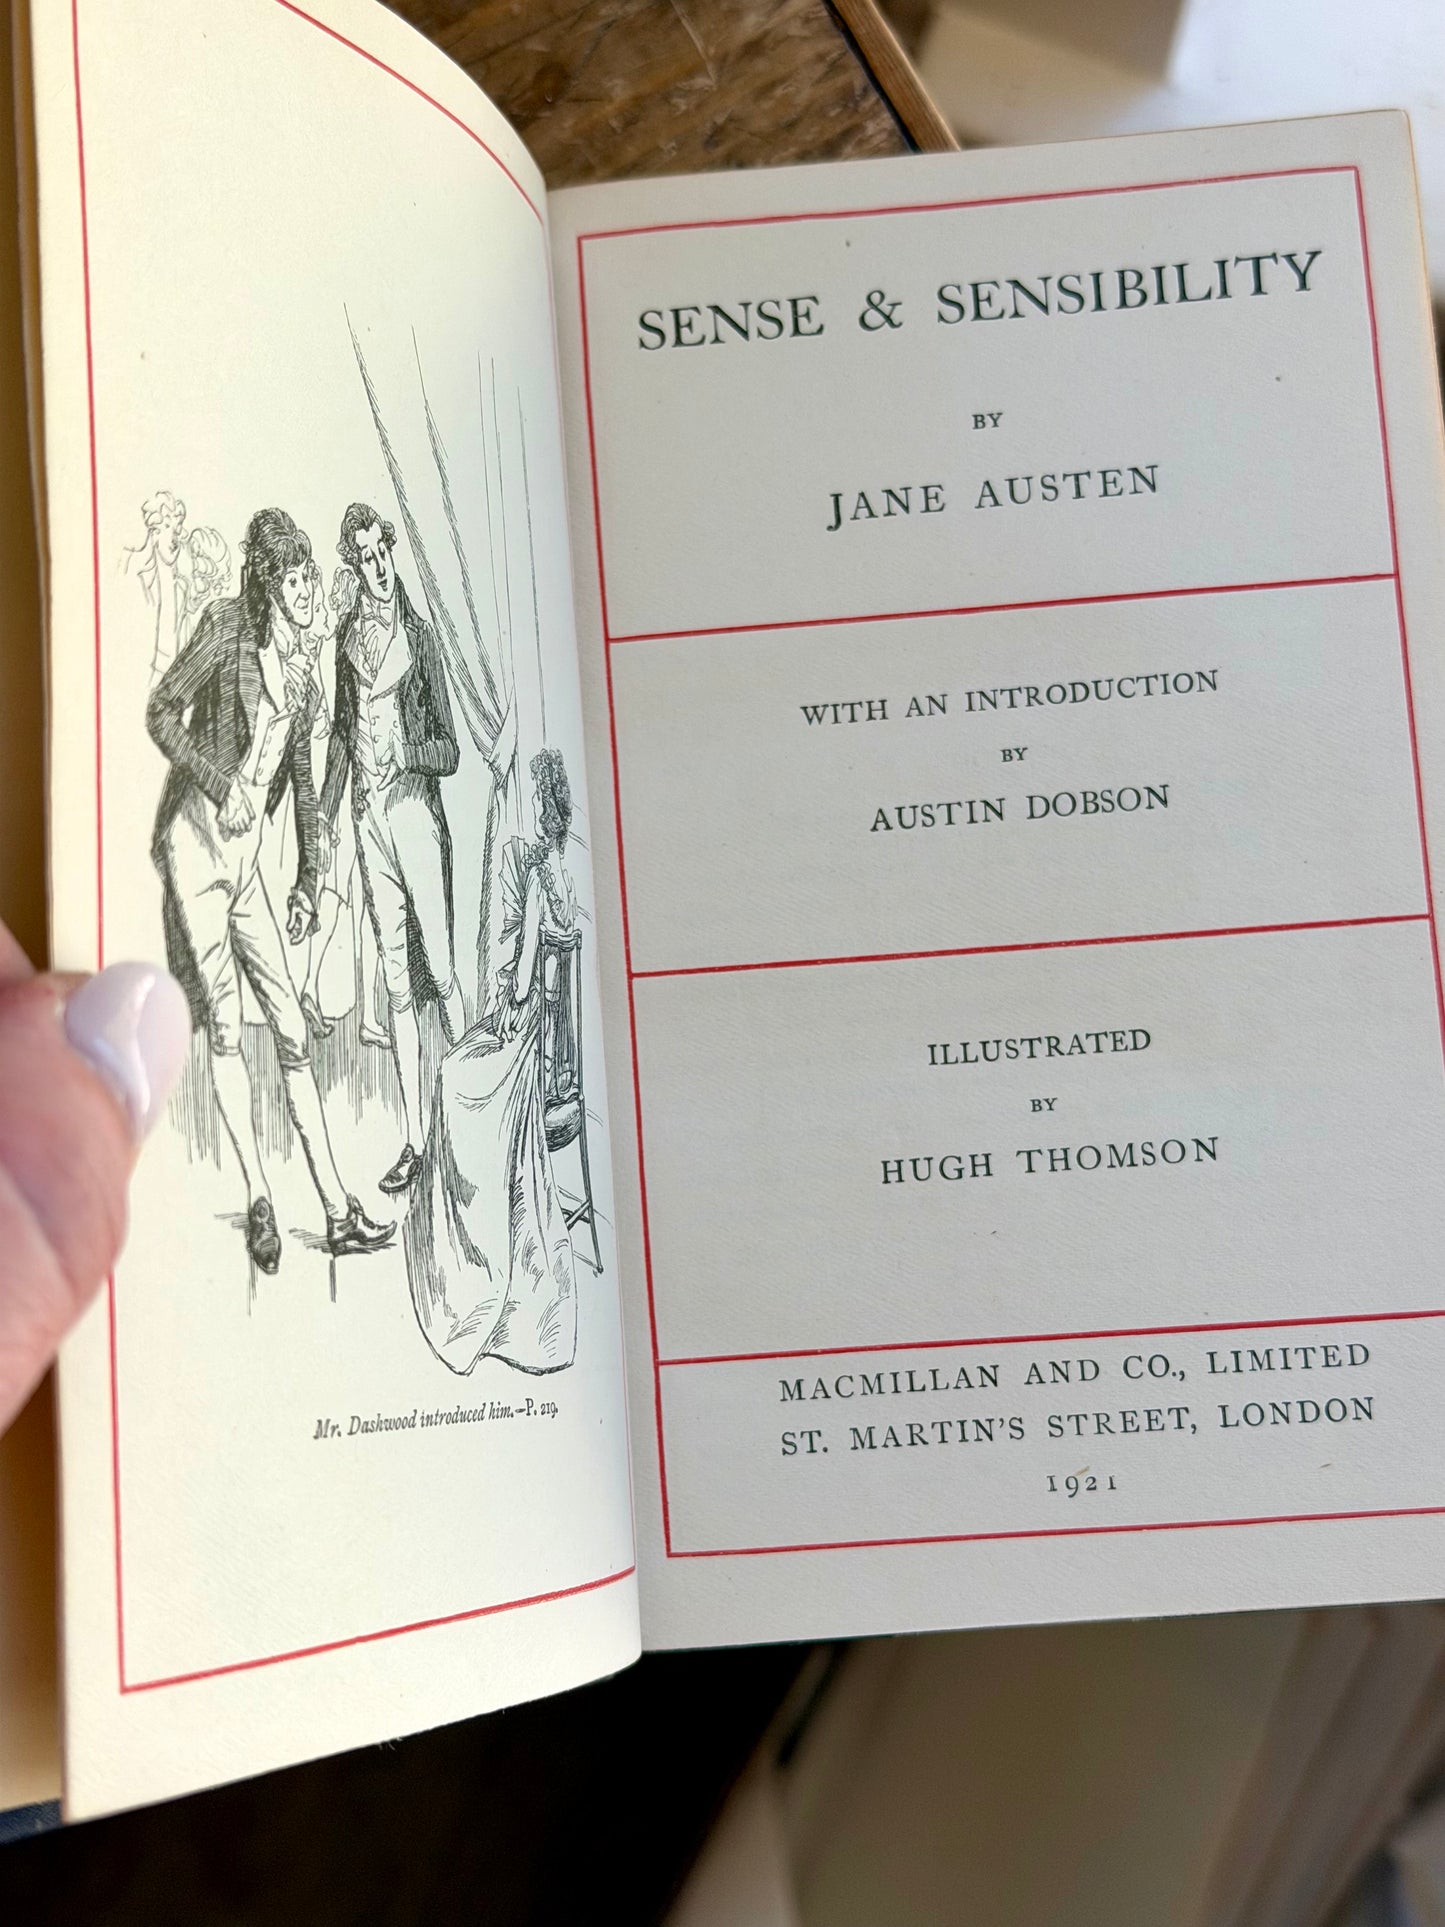 Mr. Dashwood introduced him.—P. 219.
SENSE & SENSIBILITY
BY
JANE AUSTEN
WITH AN INTRODUCTION
BY
AUSTIN DOBSON
ILLUSTRATED
BY
HUGH THOMSON
MACMILLAN AND CO., LIMITED
ST. MARTIN'S STREET, LONDON
1921